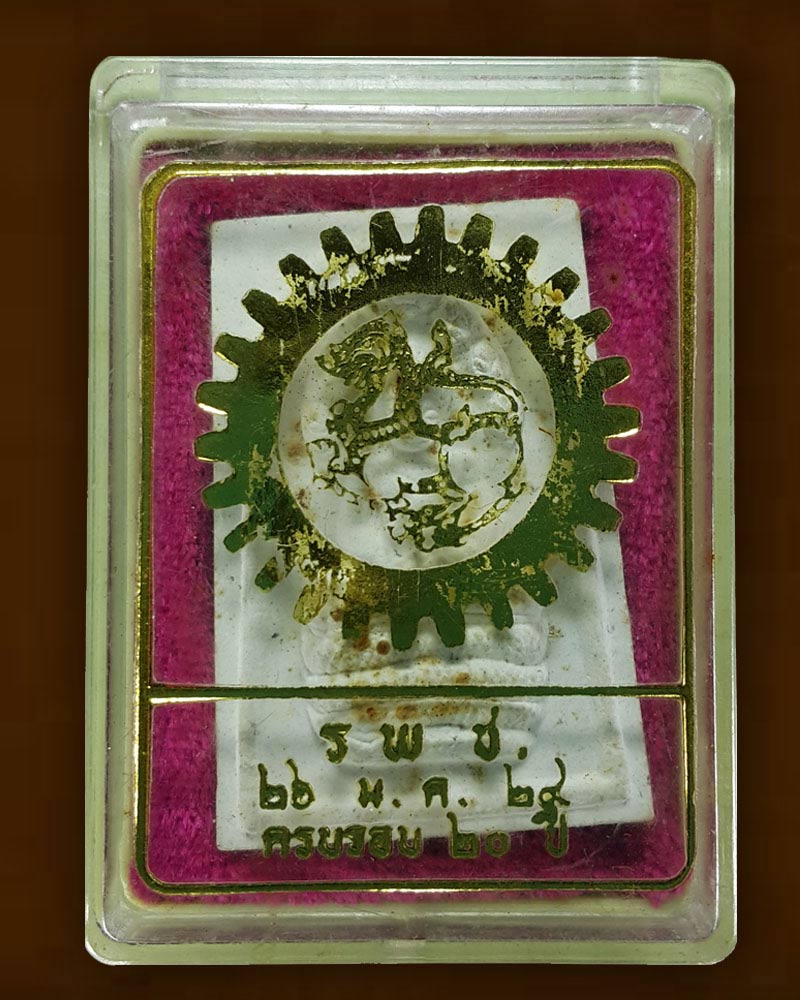 ร พ ช.
๒๖ ม. ค. ๒๙
ครบรอบ ๒๐ ปี